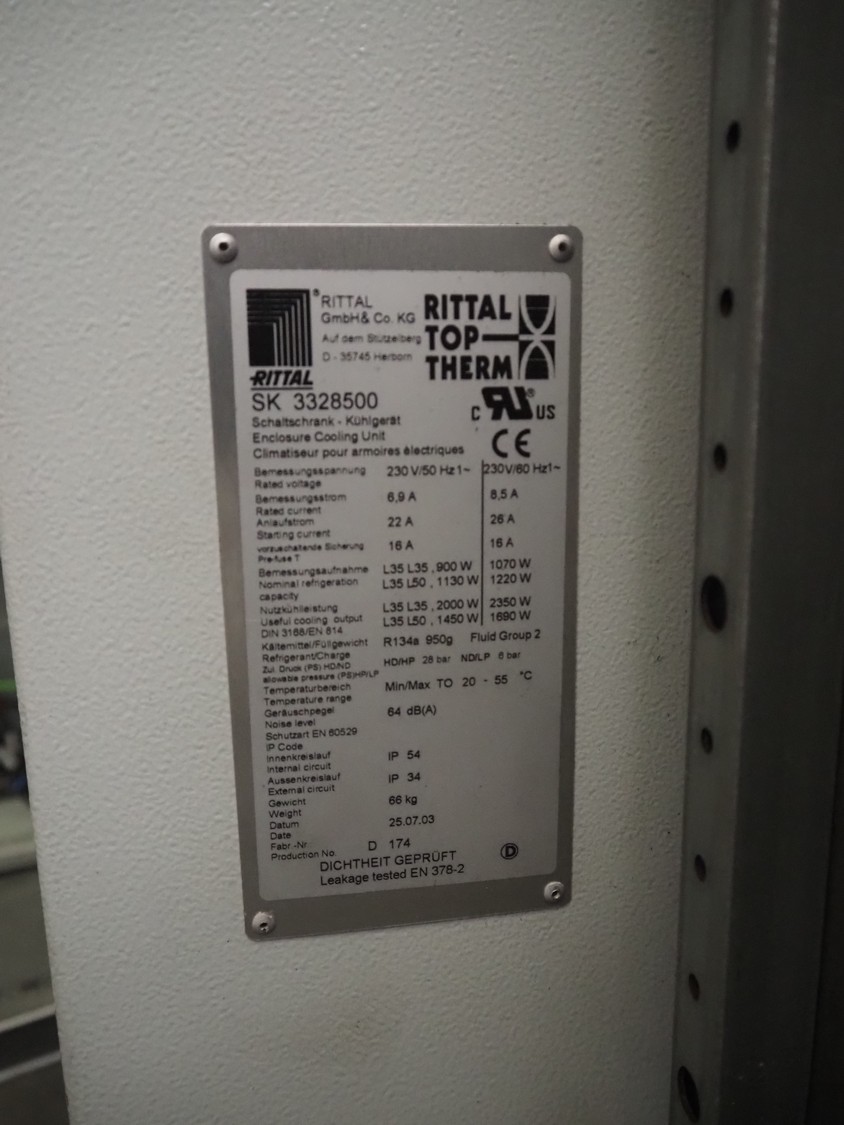 RITTAL
®
RITTAL
GmbH & Co. KG
Auf dem Stützelberg
D - 35745 Herborn
RITTAL
TOP
THERM
SK 3328500
C RU ® US
Schaltschrank - Kühlgerät
Enclosure Cooling Unit
Climatiseur pour armoires èlectriques
CE
Bemessungsspannung 230 V/50 Hz 1~ 230V/60 Hz1~
Rated voltage
Bemessungsstrom 6,9 A 8,5 A
Rated current
Anlaufstrom 22 A 26 A
Starting current
vorzuschaltende Sicherung 16 A 16 A
Pre-fuse T
Bemessungsaufnahme L35 L35 , 900 W 1070 W
Nominal refrigeration L35 L50 , 1130 W 1220 W
capacity
Nutzkühlleistung L35 L35 , 2000 W 2350 W
Useful cooling output L35 L50 , 1450 W 1690 W
DIN 3168/EN 814
Kältemittel/Füllgewicht R134a 950g Fluid Group 2
Refrigerant/Charge
Zul. Druck (PS) HD/ND HD/HP 28 bar ND/LP 6 bar
allowable pressure (PS)HP/LP
Temperaturbereich Min/Max TO 20 - 55 °C
Temperature range
Geräuschpegel 64 dB(A)
Noise level
Schutzart EN 60529
IP Code
Innenkreislauf IP 54
Internal circuit
Aussenkreislauf IP 34
External circuit
Gewicht 66 kg
Weight
Datum 25.07.03
Date
Fabr.-Nr. D 174
Production No.
DICHTHEIT GEPRÜFT D
Leakage tested EN 378-2